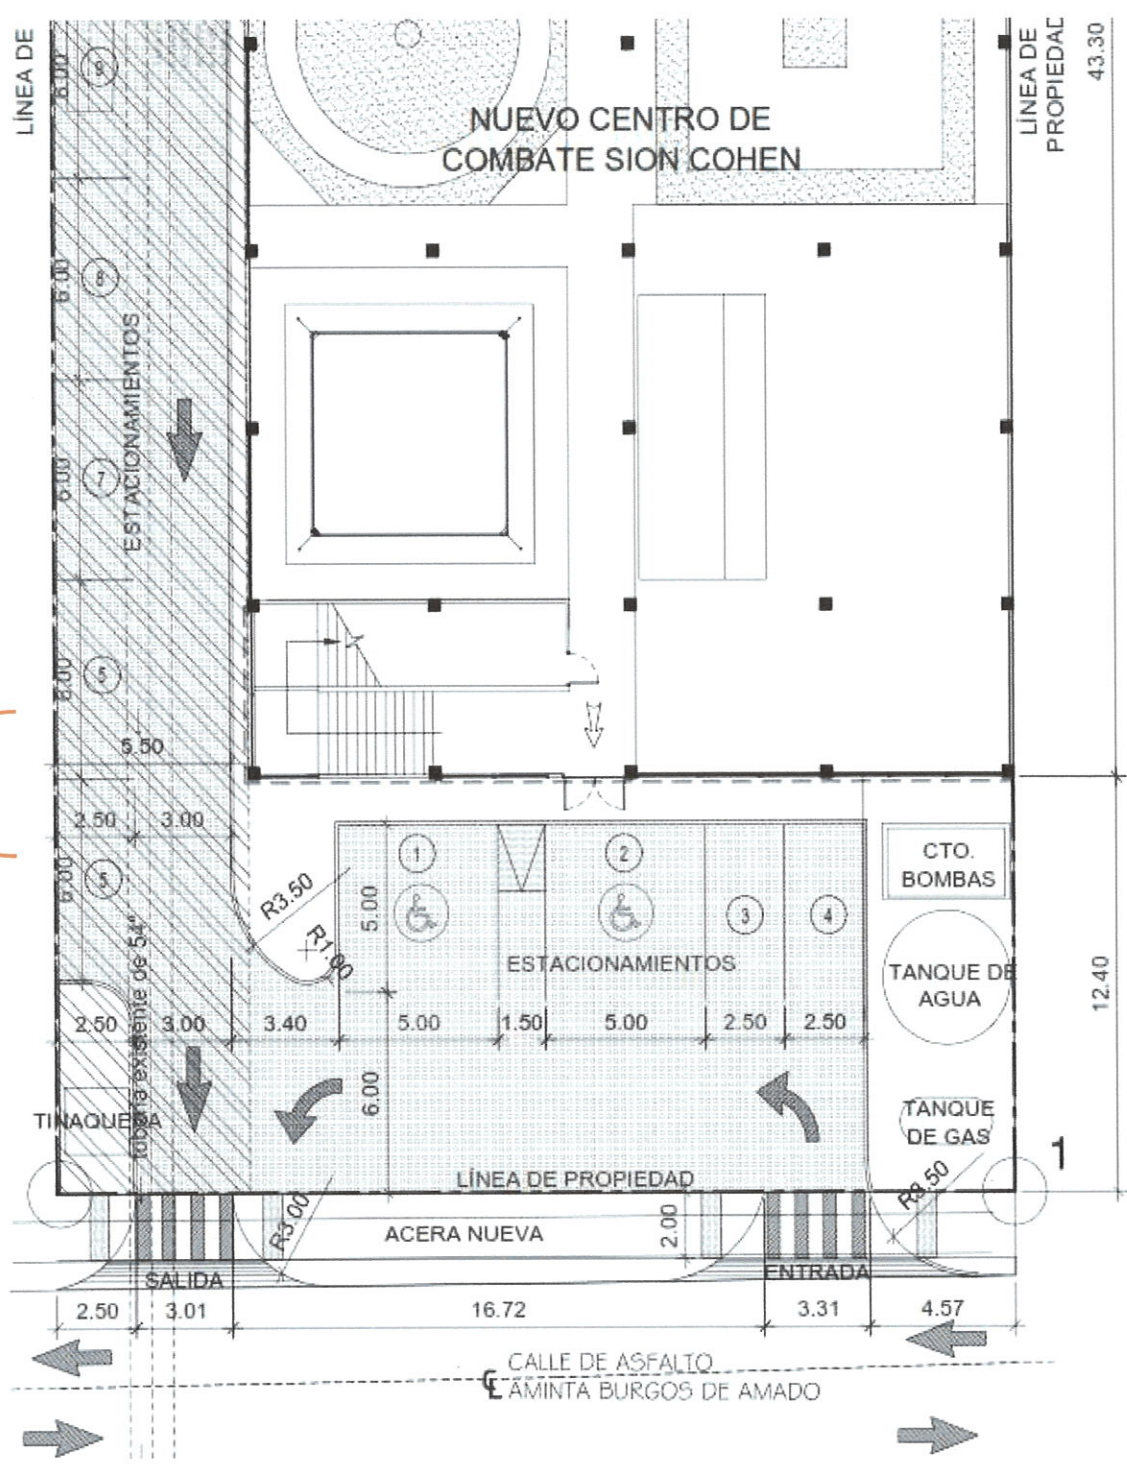 LÍNEA DE
6.00
9
LÍNEA DE
PROPIEDAD
43.30
NUEVO CENTRO DE
COMBATE SION COHEN
6.00
8
ESTACIONAMIENTOS
6.00
7
6.00
5
5.50
2.50
3.00
6.00
5
tubería existente de 54"
R3.50
R1.00
1
2
3
4
5.00
ESTACIONAMIENTOS
CTO.
BOMBAS
TANQUE DE
AGUA
12.40
2.50
3.00
3.40
5.00
1.50
5.00
2.50
2.50
6.00
TINAQUERA
TANQUE
DE GAS
1
LÍNEA DE PROPIEDAD
R3.00
ACERA NUEVA
2.00
R3.50
SALIDA
ENTRADA
2.50
3.01
16.72
3.31
4.57
CALLE DE ASFALTO
CL
AMINTA BURGOS DE AMADO